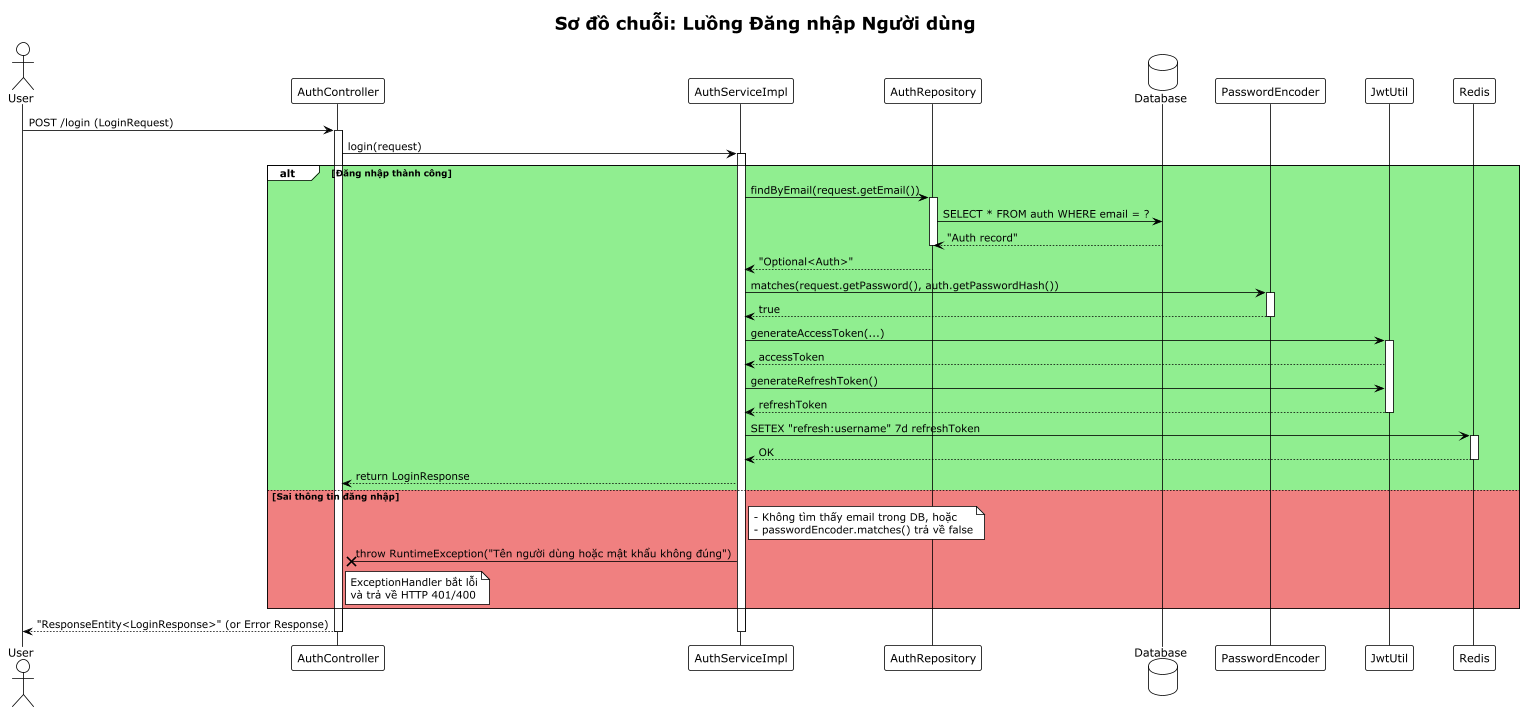 Sơ đồ chuỗi: Luồng Đăng nhập Người dùng
User
AuthController
AuthServiceImpl
AuthRepository
Database
PasswordEncoder
JwtUtil
Redis
POST /login (LoginRequest)
login(request)
alt
[Đăng nhập thành công]
findByEmail(request.getEmail())
SELECT * FROM auth WHERE email = ?
"Auth record"
"Optional<Auth>"
matches(request.getPassword(), auth.getPasswordHash())
true
generateAccessToken(...)
accessToken
generateRefreshToken()
refreshToken
SETEX "refresh:username" 7d refreshToken
OK
return LoginResponse
[Sai thông tin đăng nhập]
- Không tìm thấy email trong DB, hoặc
- passwordEncoder.matches() trả về false
throw RuntimeException("Tên người dùng hoặc mật khẩu không đúng")
ExceptionHandler bắt lỗi
và trả về HTTP 401/400
"ResponseEntity<LoginResponse>" (or Error Response)
User
AuthController
AuthServiceImpl
AuthRepository
Database
PasswordEncoder
JwtUtil
Redis